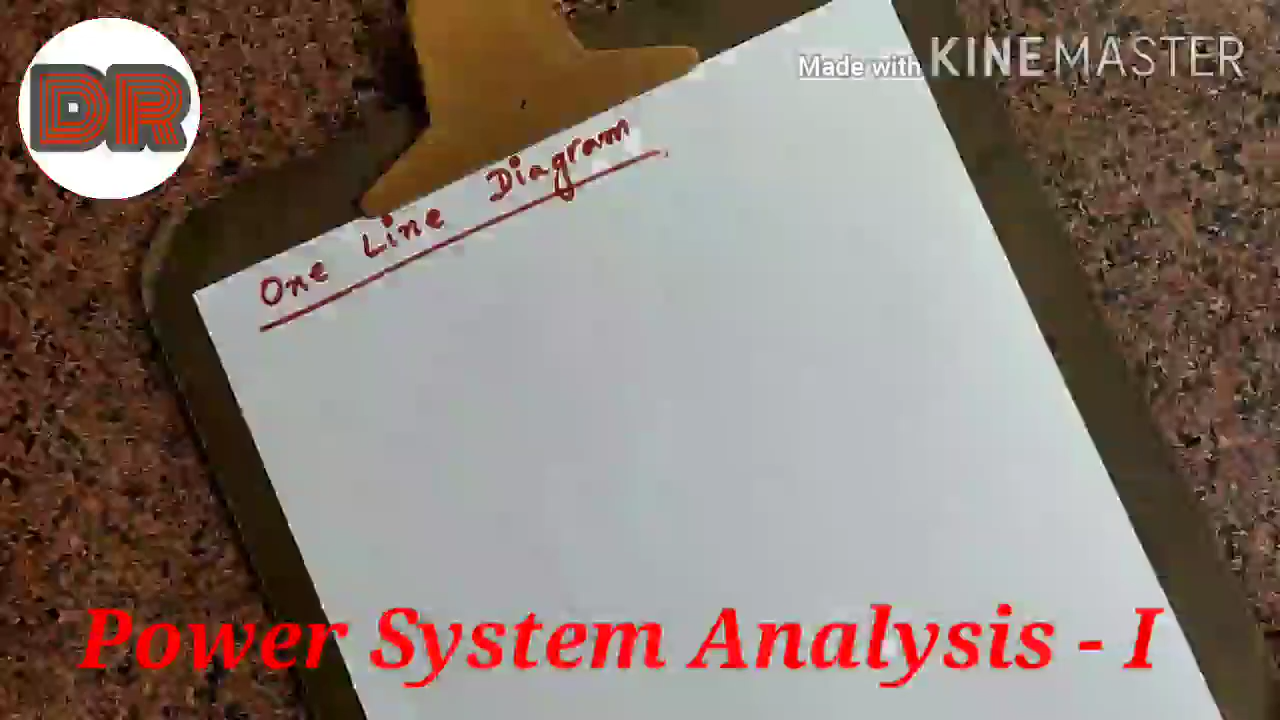 DR
Made with KINEMASTER
One Line Diagram
Power System Analysis - I